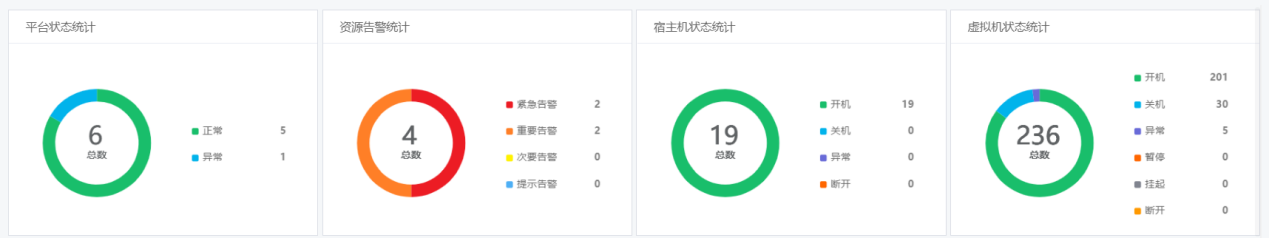 平台状态统计
6
总数
正常 5
异常 1
资源告警统计
4
总数
紧急告警 2
重要告警 2
次要告警 0
提示告警 0
宿主机状态统计
19
总数
开机 19
关机 0
异常 0
断开 0
虚拟机状态统计
236
总数
开机 201
关机 30
异常 5
暂停 0
挂起 0
断开 0